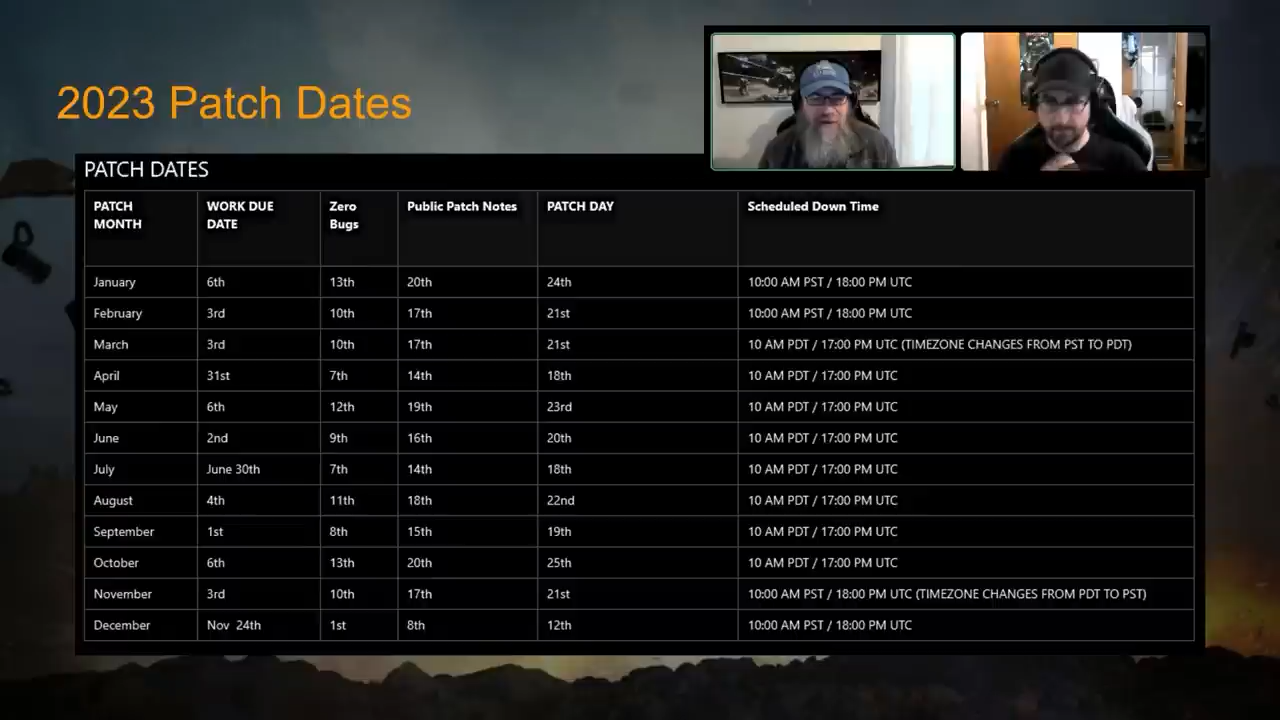 2023 Patch Dates
PATCH DATES
PATCH MONTH WORK DUE DATE Zero Bugs Public Patch Notes PATCH DAY Scheduled Down Time
January 6th 13th 20th 24th 10:00 AM PST / 18:00 PM UTC
February 3rd 10th 17th 21st 10:00 AM PST / 18:00 PM UTC
March 3rd 10th 17th 21st 10 AM PDT / 17:00 PM UTC (TIMEZONE CHANGES FROM PST TO PDT)
April 31st 7th 14th 18th 10 AM PDT / 17:00 PM UTC
May 6th 12th 19th 23rd 10 AM PDT / 17:00 PM UTC
June 2nd 9th 16th 20th 10 AM PDT / 17:00 PM UTC
July June 30th 7th 14th 18th 10 AM PDT / 17:00 PM UTC
August 4th 11th 18th 22nd 10 AM PDT / 17:00 PM UTC
September 1st 8th 15th 19th 10 AM PDT / 17:00 PM UTC
October 6th 13th 20th 25th 10 AM PDT / 17:00 PM UTC
November 3rd 10th 17th 21st 10:00 AM PST / 18:00 PM UTC (TIMEZONE CHANGES FROM PDT TO PST)
December Nov 24th 1st 8th 12th 10:00 AM PST / 18:00 PM UTC